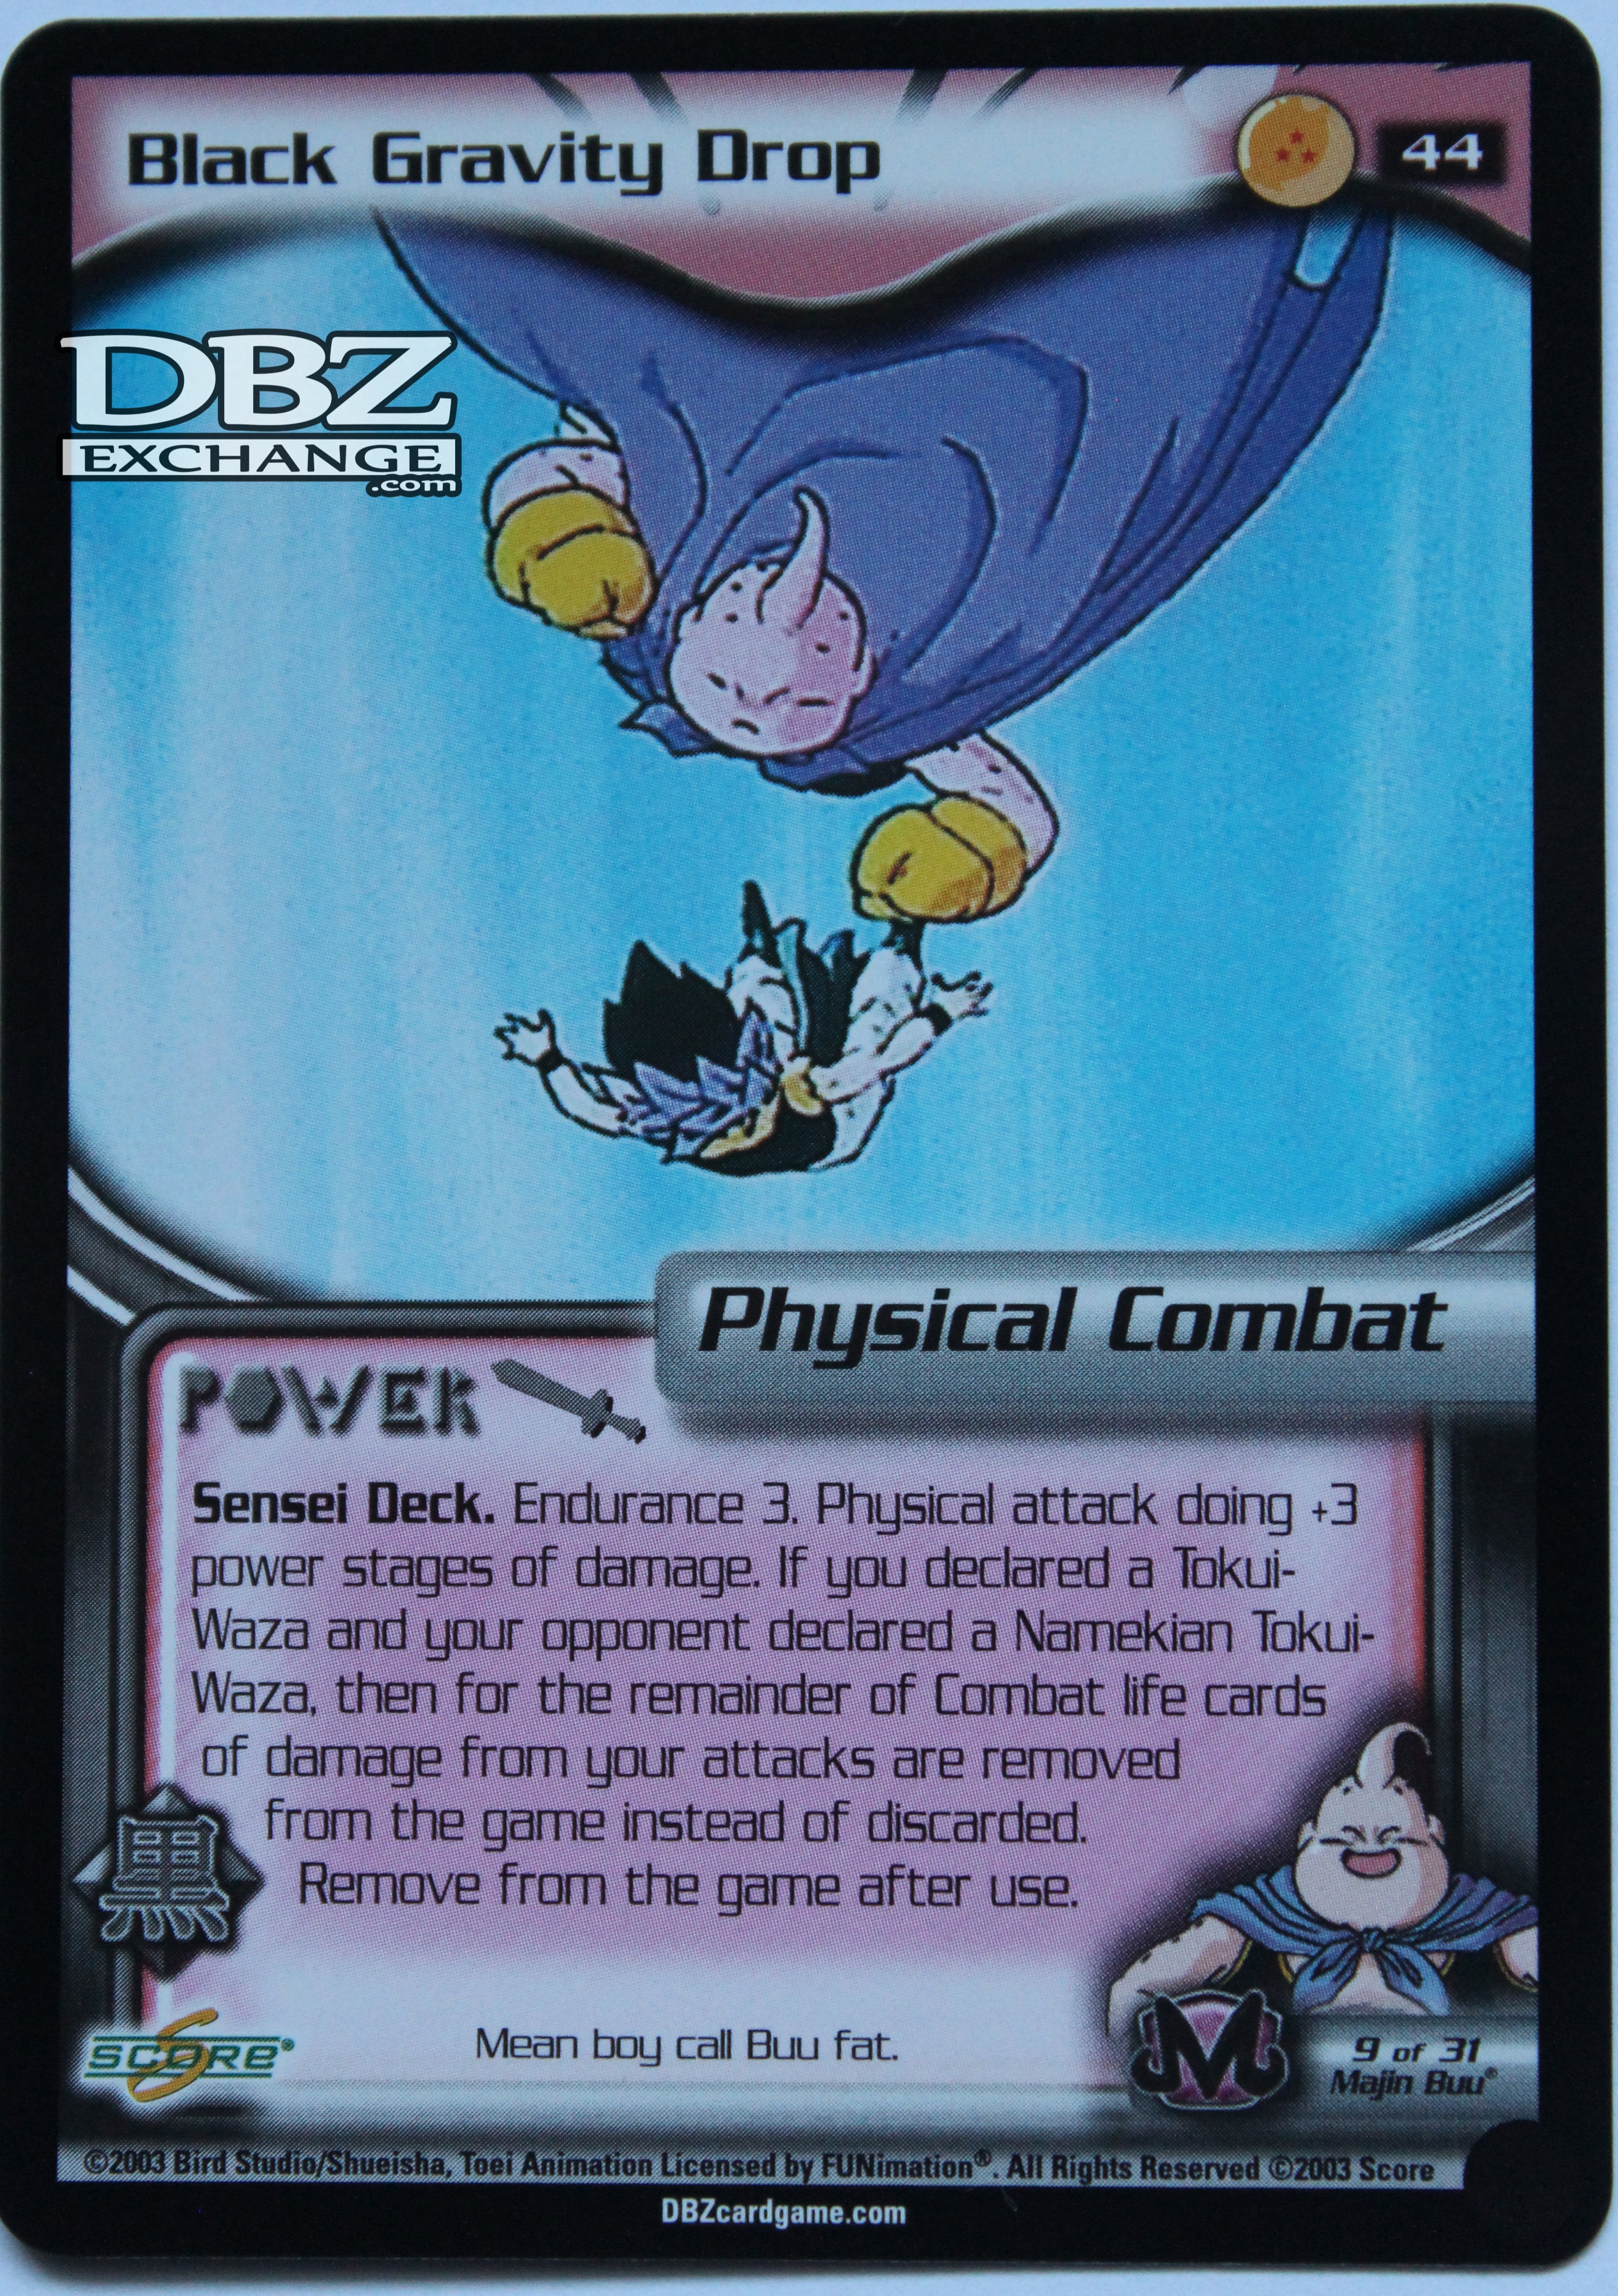 Black Gravity Drop
44
DBZ
EXCHANGE
.com
Physical Combat
POWER
Sensei Deck. Endurance 3. Physical attack doing +3
power stages of damage. If you declared a Tokui-
Waza and your opponent declared a Namekian Tokui-
Waza, then for the remainder of Combat life cards
of damage from your attacks are removed
from the game instead of discarded.
Remove from the game after use.
黒
SCORE®
Mean boy call Buu fat.
M
9 of 31
Majin Buu®
©2003 Bird Studio/Shueisha, Toei Animation Licensed by FUNimation®. All Rights Reserved ©2003 Score
DBZcardgame.com